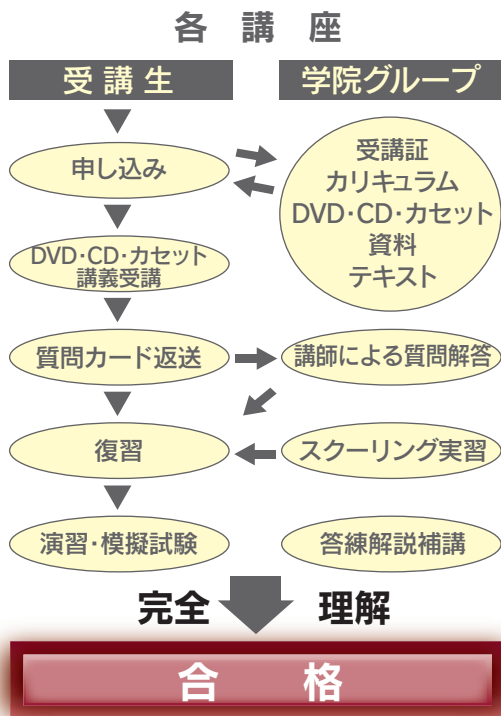 各 講 座
受 講 生
学院グループ
申し込み
受講証
カリキュラム
DVD･CD･カセット
資料
テキスト
DVD･CD･カセット
講義受講
質問カード返送
講師による質問解答
復習
スクーリング実習
演習･模擬試験
答練解説補講
完全 理解
合 格